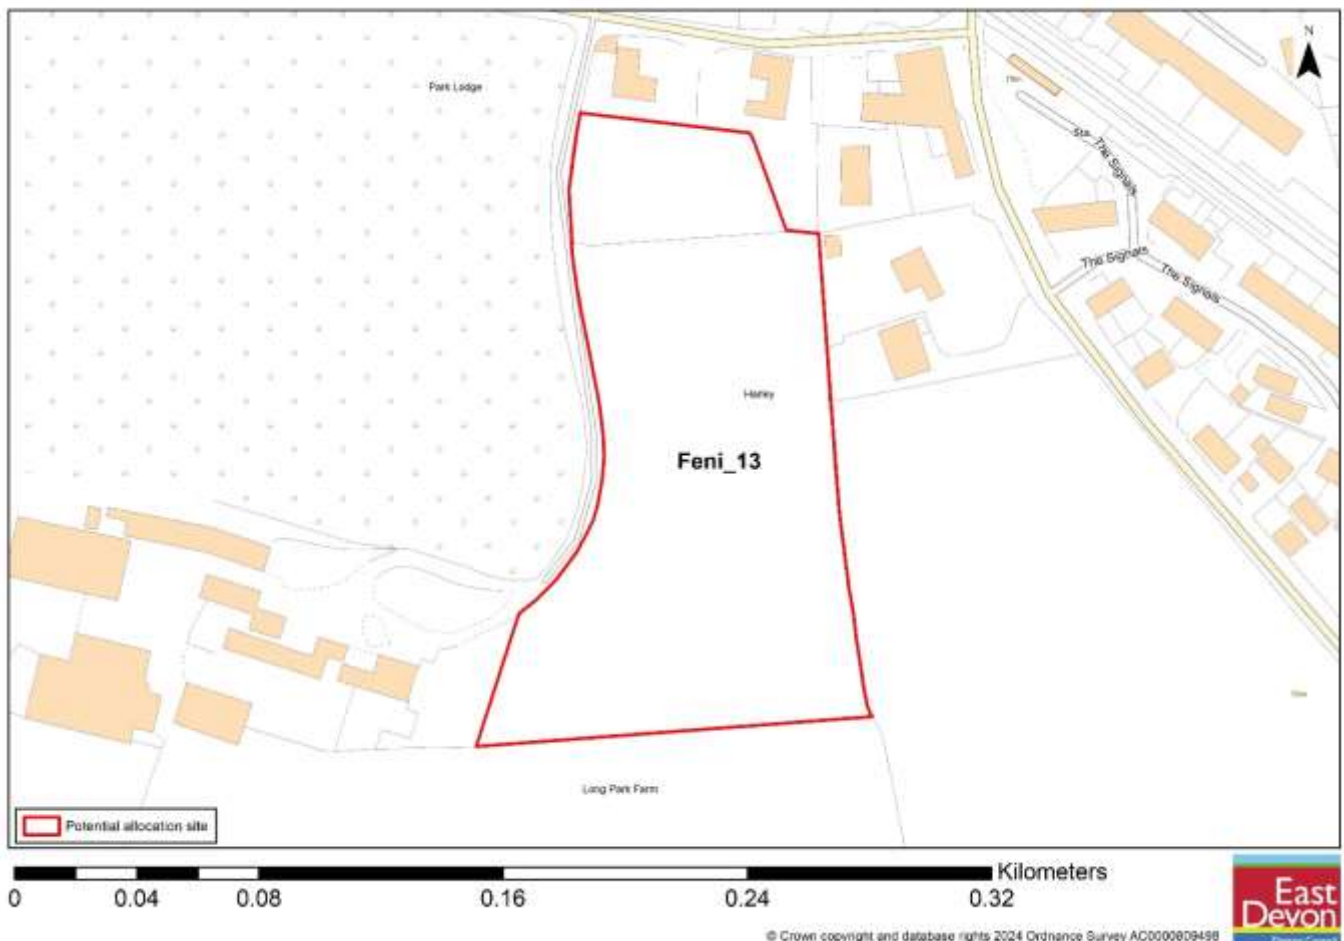 N
Park Lodge
The Signals
The Signals
The Signals
Harley
Feni_13
Long Park Farm
Potential allocation site
Kilometers
0 0.04 0.08 0.16 0.24 0.32
East
Devon
© Crown copyright and database rights 2024 Ordnance Survey AC0000809498